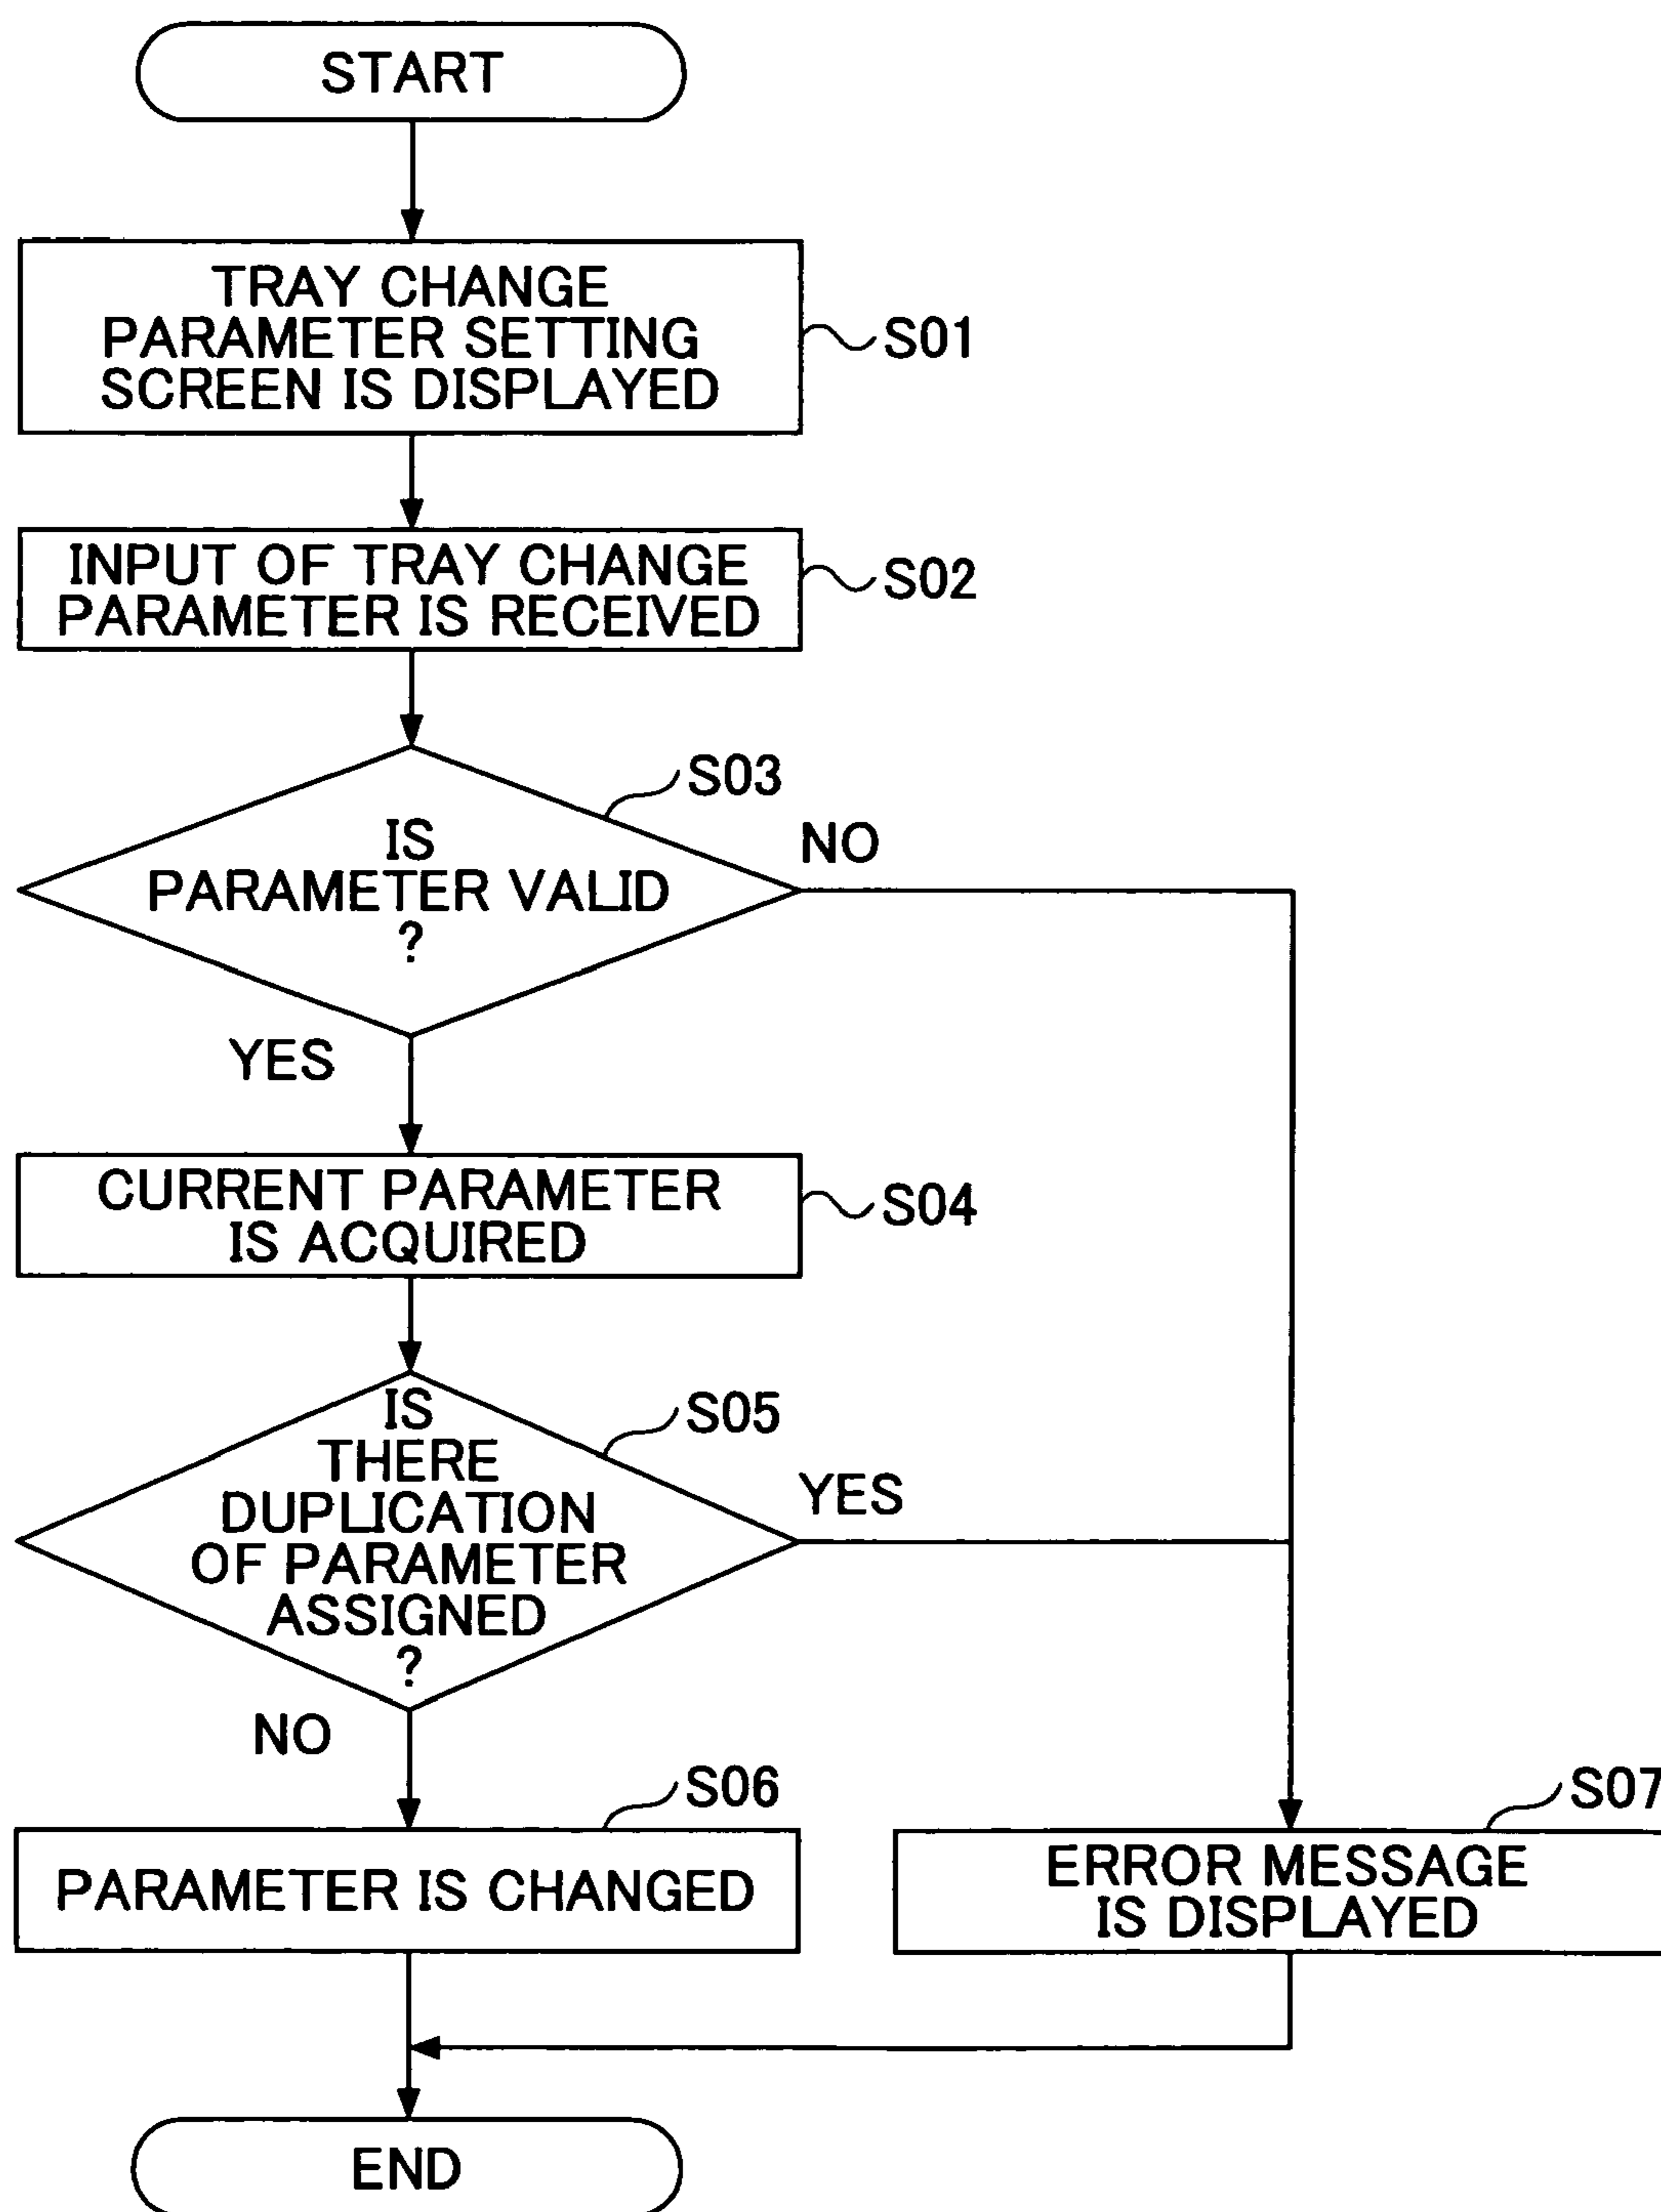 START
TRAY CHANGE
PARAMETER SETTING
SCREEN IS DISPLAYED
S01
INPUT OF TRAY CHANGE
PARAMETER IS RECEIVED
S02
S03
IS
PARAMETER VALID
?
NO
YES
CURRENT PARAMETER
IS ACQUIRED
S04
S05
IS
THERE
DUPLICATION
OF PARAMETER
ASSIGNED
?
YES
NO
S06
PARAMETER IS CHANGED
S07
ERROR MESSAGE
IS DISPLAYED
END